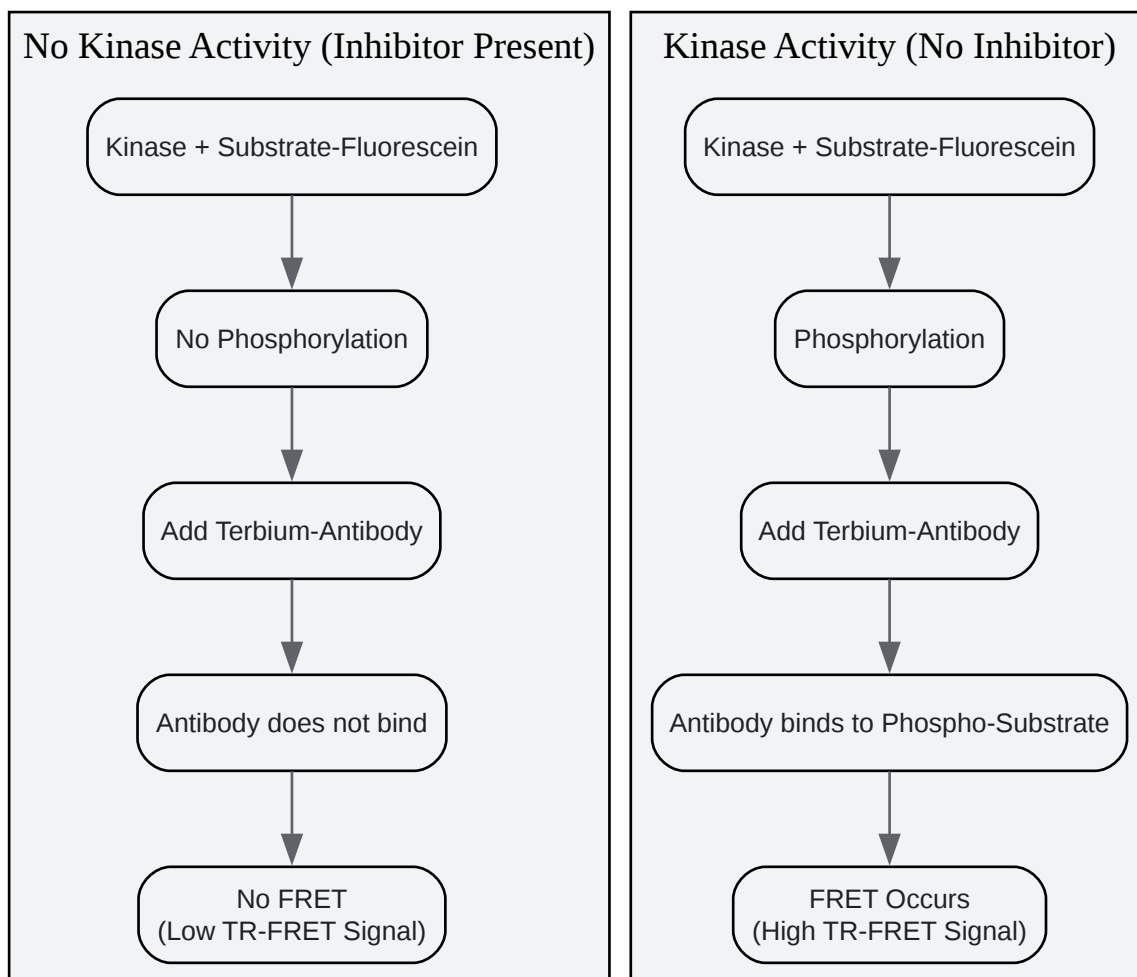 No Kinase Activity (Inhibitor Present)
Kinase + Substrate-Fluorescein
No Phosphorylation
Add Terbium-Antibody
Antibody does not bind
No FRET
(Low TR-FRET Signal)
Kinase Activity (No Inhibitor)
Kinase + Substrate-Fluorescein
Phosphorylation
Add Terbium-Antibody
Antibody binds to Phospho-Substrate
FRET Occurs
(High TR-FRET Signal)